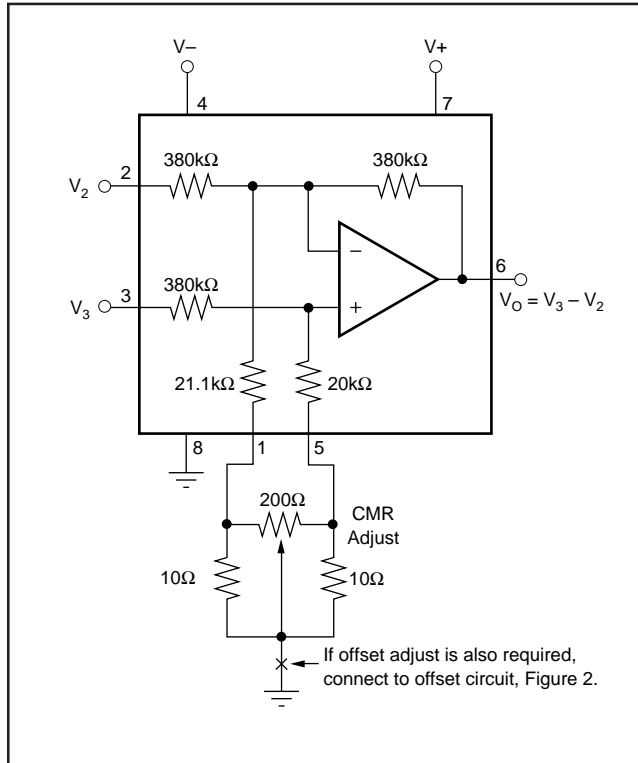 V– V+
4 7
380kΩ 380kΩ
V2 2
–
6
V3 3
380kΩ
+
VO = V3 – V2
21.1kΩ 20kΩ
8 1 5
200Ω
CMR
Adjust
10Ω 10Ω
If offset adjust is also required,
connect to offset circuit, Figure 2.